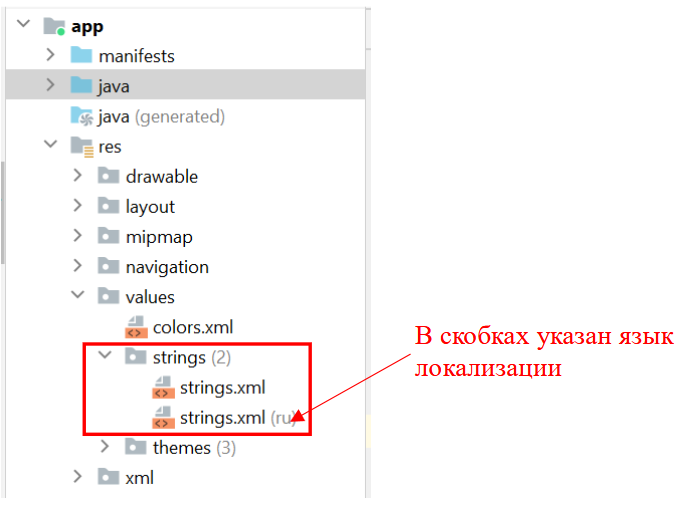 app
manifests
java
java (generated)
res
drawable
layout
mipmap
navigation
values
colors.xml
strings (2)
strings.xml
strings.xml (ru)
themes (3)
xml
В скобках указан язык
локализации